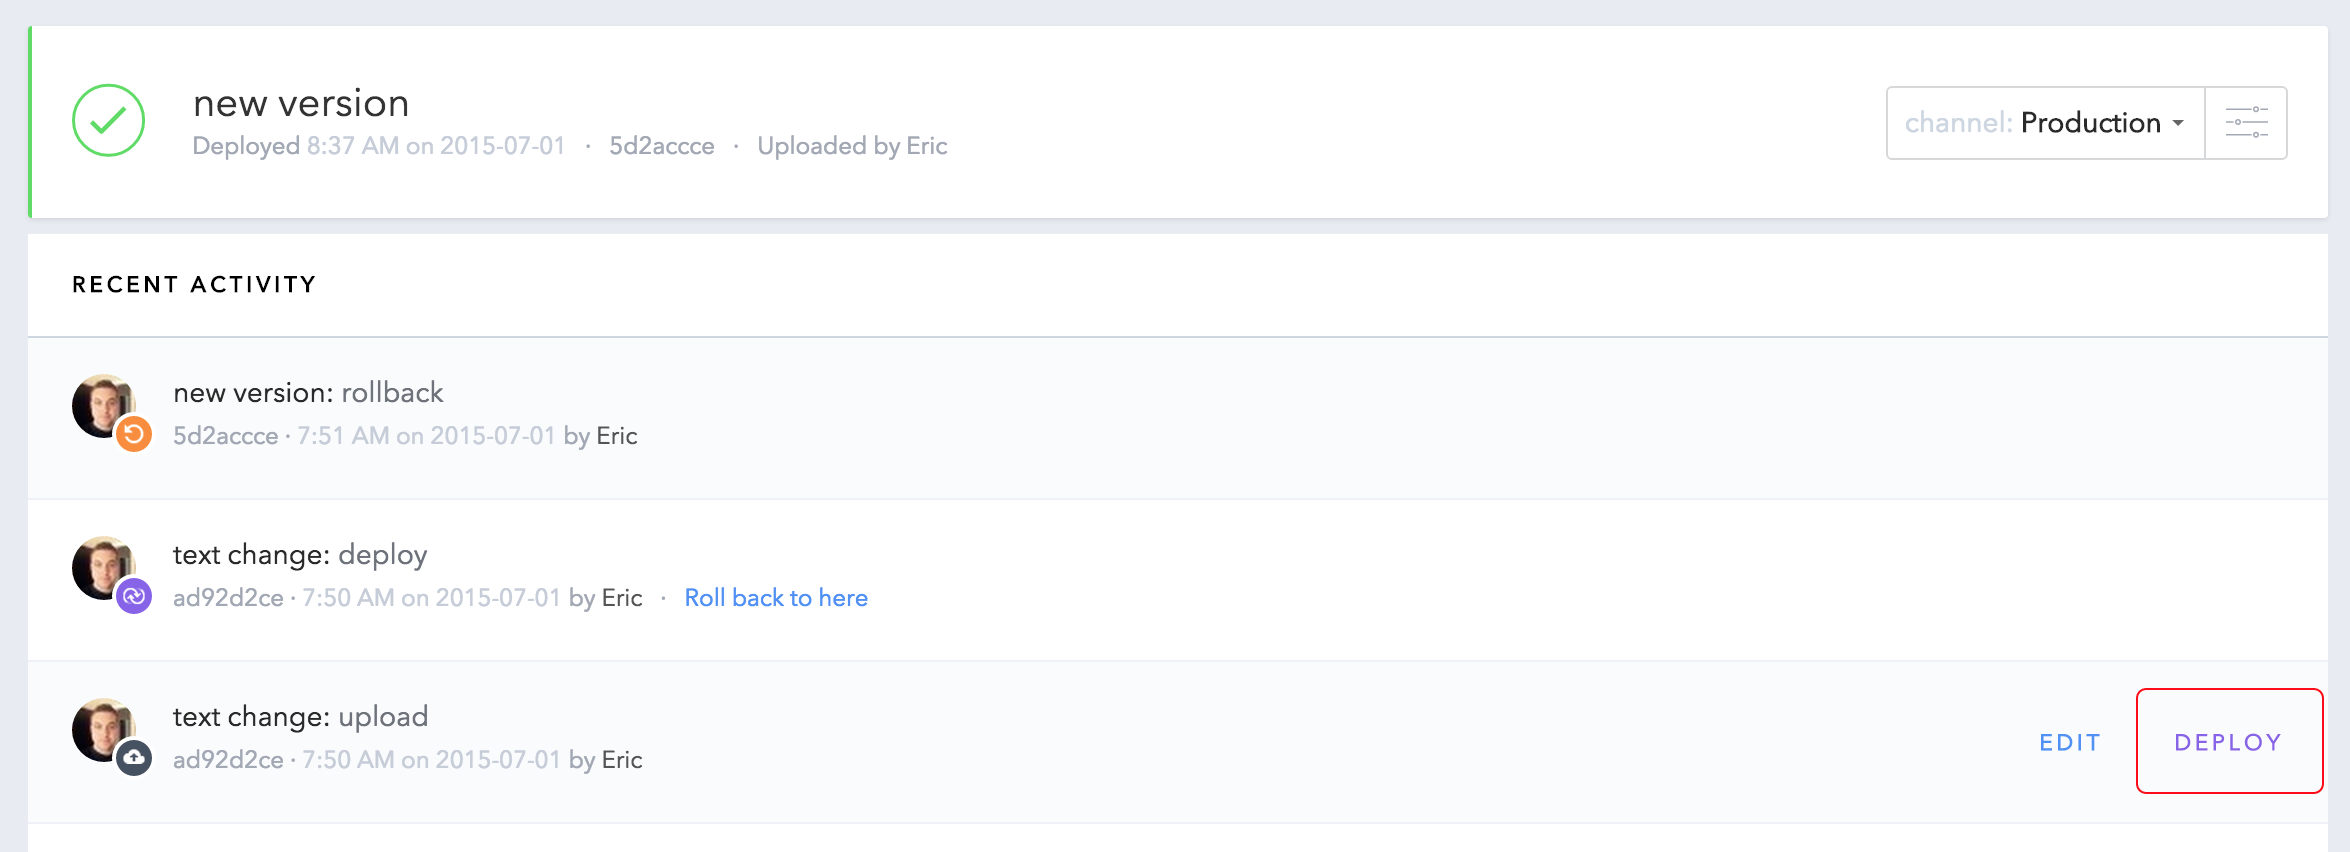 new version
Deployed 8:37 AM on 2015-07-01 · 5d2accce · Uploaded by Eric
channel: Production
RECENT ACTIVITY
new version: rollback
5d2accce · 7:51 AM on 2015-07-01 by Eric
text change: deploy
ad92d2ce · 7:50 AM on 2015-07-01 by Eric · Roll back to here
text change: upload
ad92d2ce · 7:50 AM on 2015-07-01 by Eric
EDIT DEPLOY